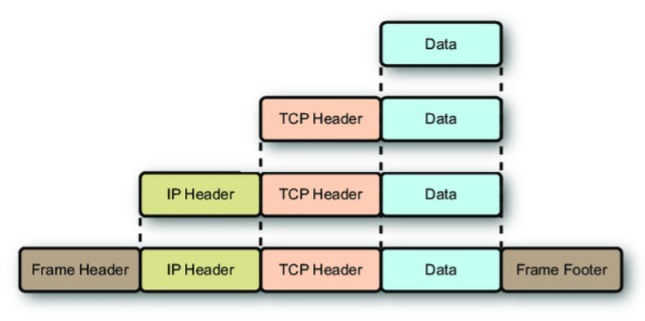 Data
TCP Header Data
IP Header TCP Header Data
Frame Header IP Header TCP Header Data Frame Footer